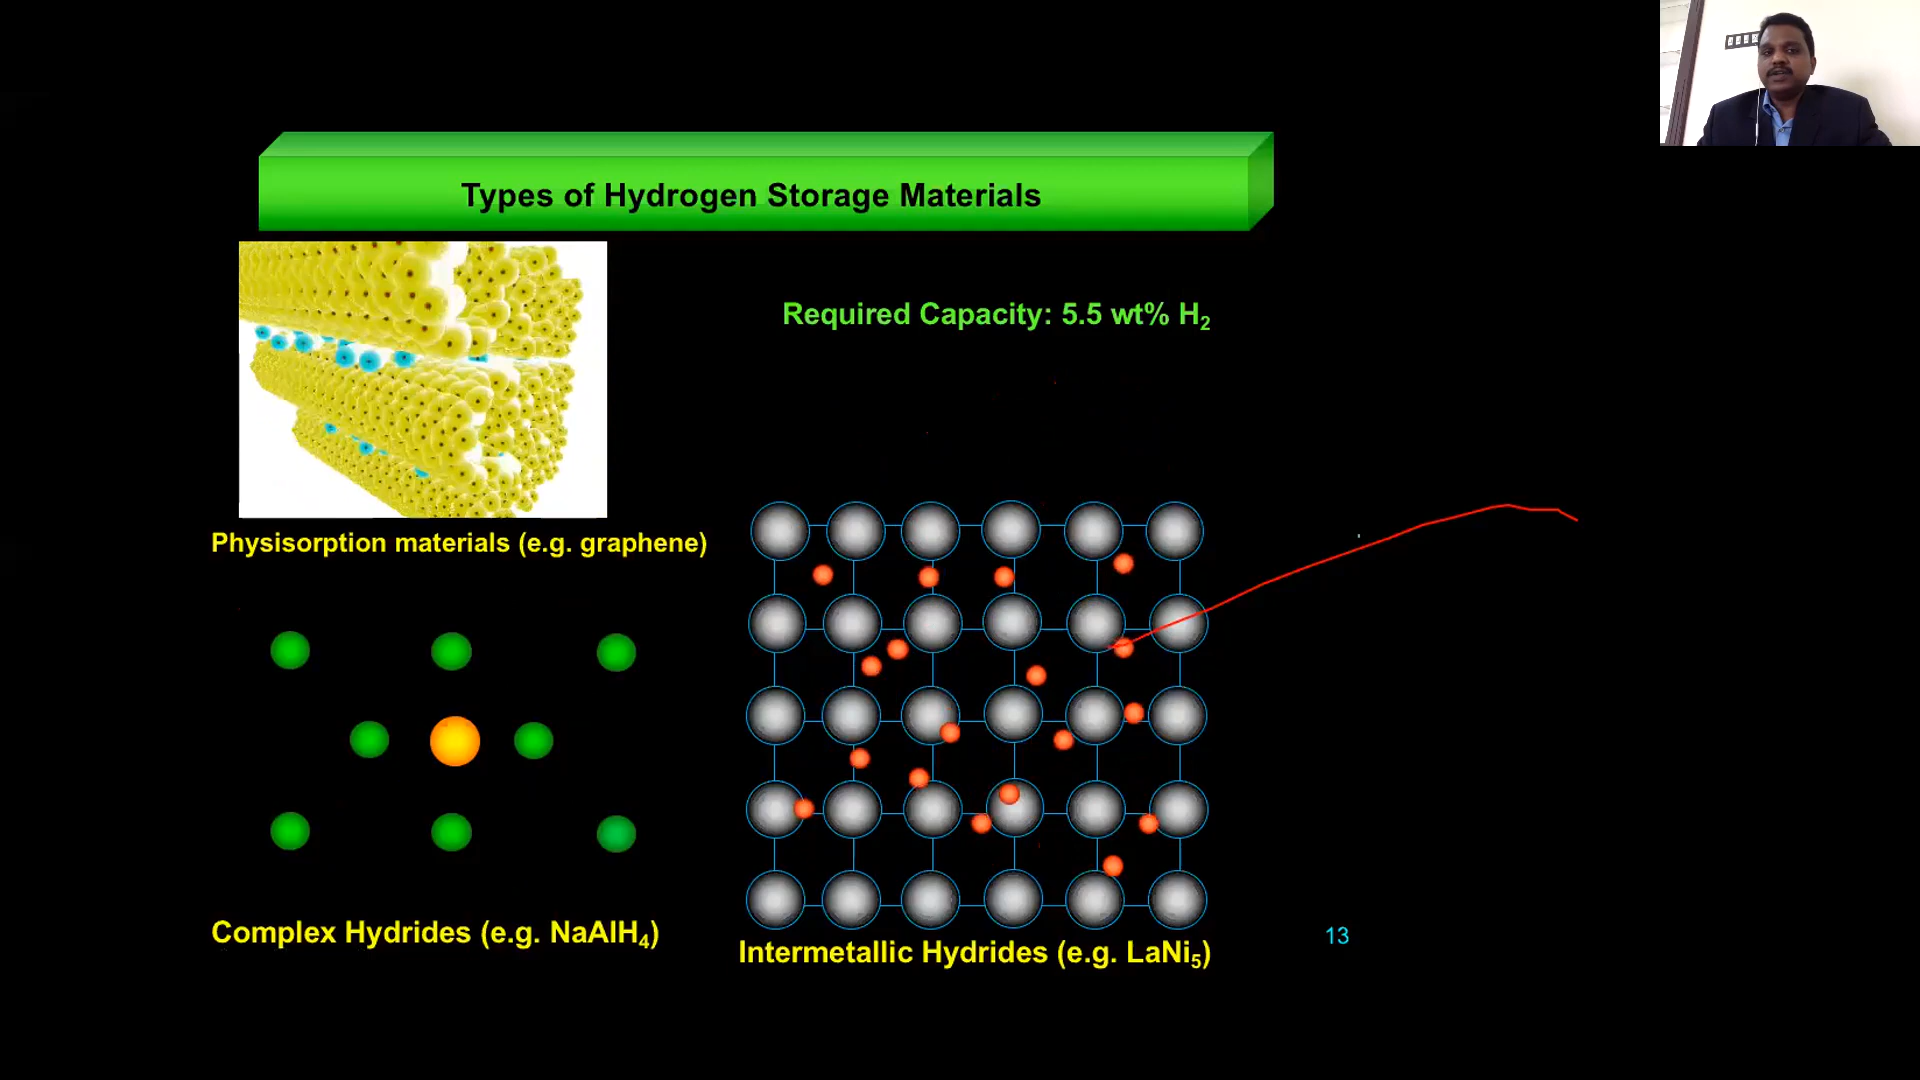 Types of Hydrogen Storage Materials
Required Capacity: 5.5 wt% H₂
Physisorption materials (e.g. graphene)
Complex Hydrides (e.g. NaAlH₄)
Intermetallic Hydrides (e.g. LaNi₅)
13